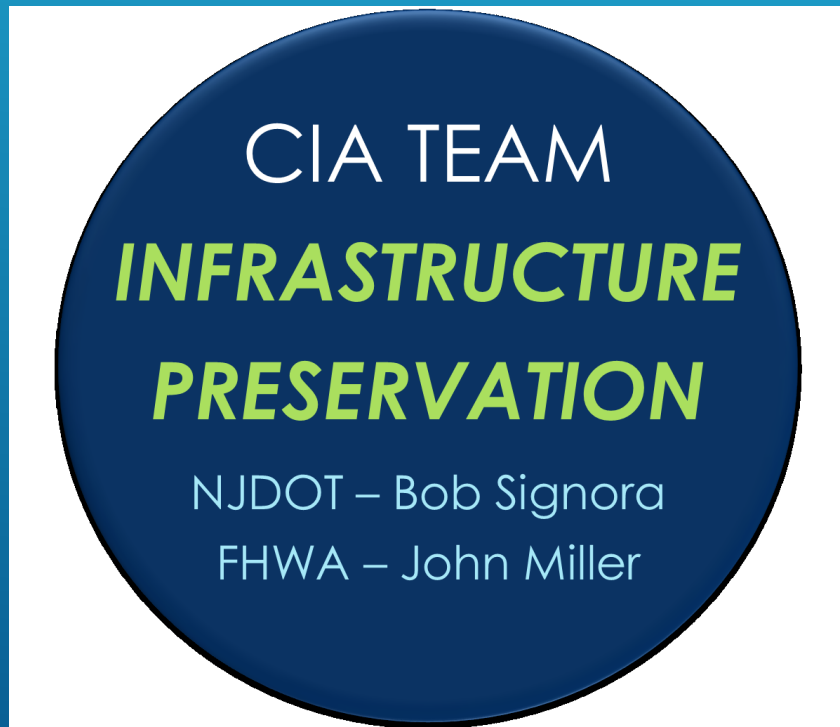 CIA TEAM
INFRASTRUCTURE
PRESERVATION
NJDOT – Bob Signora
FHWA – John Miller